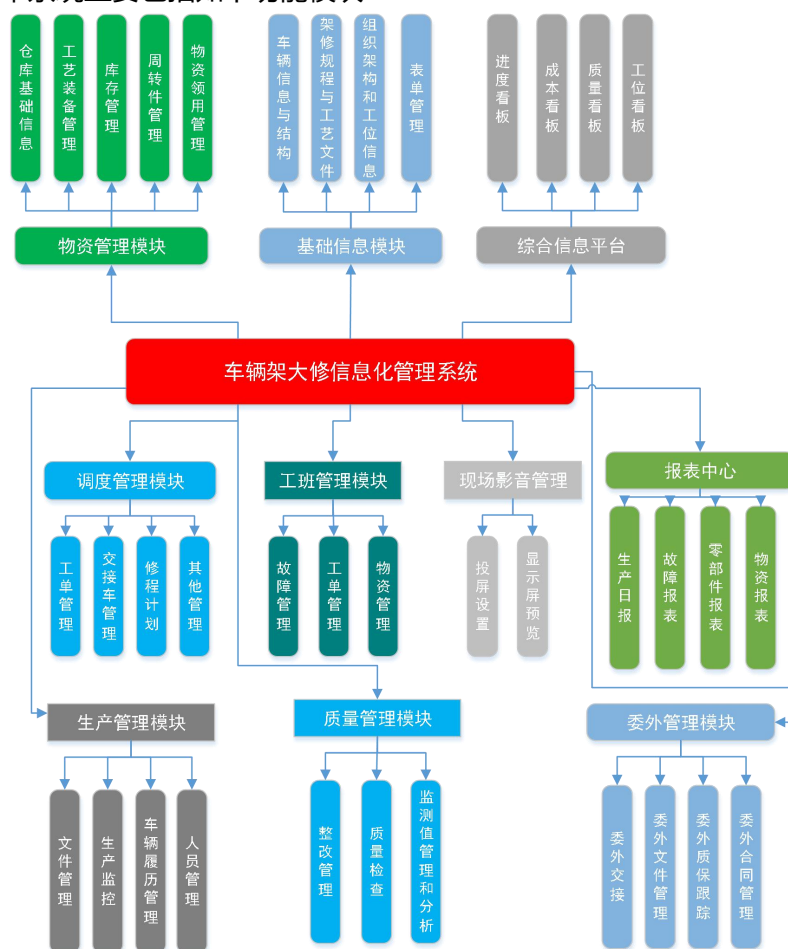 仓库基础信息
工艺装备管理
库存管理
周转件管理
物资领用管理
车辆信息与结构
架修规程与工艺文件
组织架构和工位信息
表单管理
进度看板
成本看板
质量看板
工位看板
物资管理模块
基础信息模块
综合信息平台
车辆架大修信息化管理系统
调度管理模块
工班管理模块
现场影音管理
报表中心
工单管理
交接车管理
修程计划
其他管理
故障管理
工单管理
物资管理
投屏设置
显示屏预览
生产日报
故障报表
零部件报表
物资报表
生产管理模块
质量管理模块
委外管理模块
文件管理
生产监控
车辆履历管理
人员管理
整改管理
质量检查
监测值管理和分析
委外交接
委外文件管理
委外质保跟踪
委外合同管理